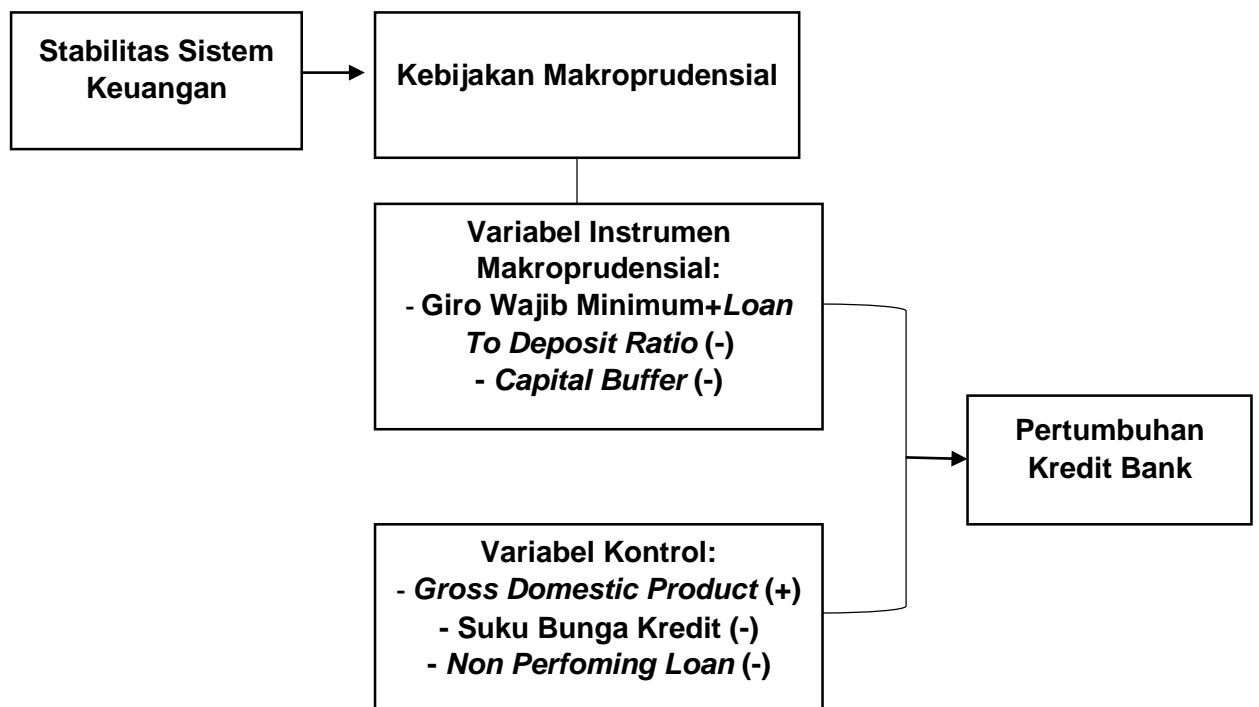 Stabilitas Sistem
Keuangan
Kebijakan Makroprudensial
Variabel Instrumen
Makroprudensial:
- Giro Wajib Minimum+Loan
To Deposit Ratio (-)
- Capital Buffer (-)
Pertumbuhan
Kredit Bank
Variabel Kontrol:
- Gross Domestic Product (+)
- Suku Bunga Kredit (-)
- Non Perfoming Loan (-)